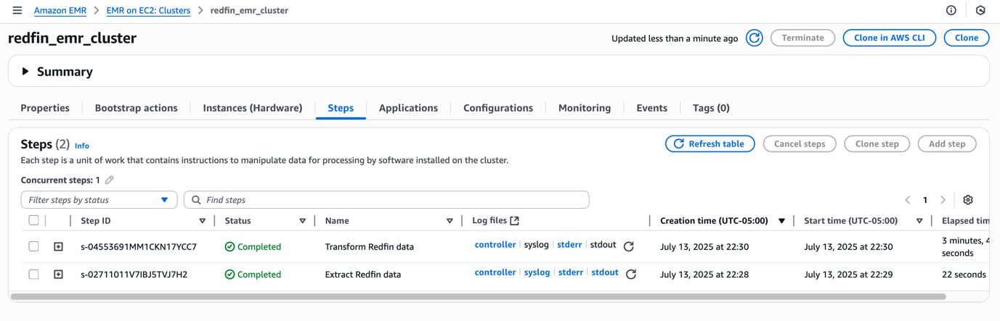 Amazon EMR > EMR on EC2: Clusters > redfin_emr_cluster
redfin_emr_cluster
Updated less than a minute ago
Terminate
Clone in AWS CLI
Clone
Summary
Properties
Bootstrap actions
Instances (Hardware)
Steps
Applications
Configurations
Monitoring
Events
Tags (0)
Steps (2) Info
Refresh table
Cancel steps
Clone step
Add step
Each step is a unit of work that contains instructions to manipulate data for processing by software installed on the cluster.
Concurrent steps: 1
Filter steps by status
Find steps
1
Step ID
Status
Name
Log files
Creation time (UTC-05:00)
Start time (UTC-05:00)
Elapsed tim
s-04553691MM1CKN17YCC7
Completed
Transform Redfin data
controller | syslog | stderr | stdout
July 13, 2025 at 22:30
July 13, 2025 at 22:30
3 minutes, 4
seconds
s-02711011V7IBJ5TVJ7H2
Completed
Extract Redfin data
controller | syslog | stderr | stdout
July 13, 2025 at 22:28
July 13, 2025 at 22:29
22 seconds